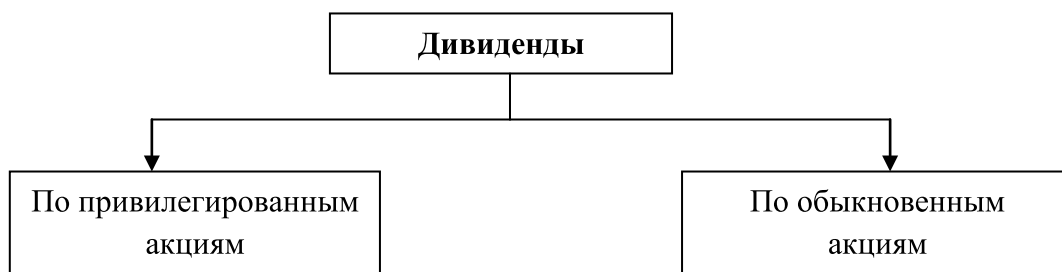 Дивиденды
По привилегированным
акциям
По обыкновенным
акциям